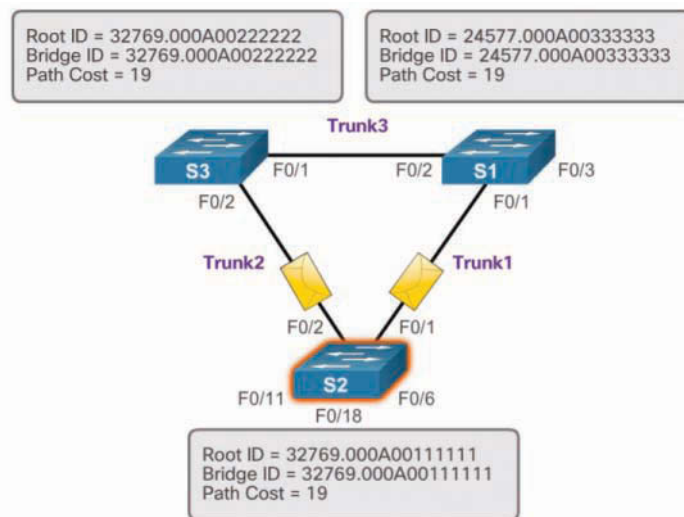 Root ID = 32769.000A00222222
Bridge ID = 32769.000A00222222
Path Cost = 19
Root ID = 24577.000A00333333
Bridge ID = 24577.000A00333333
Path Cost = 19
Trunk3
S3
F0/1
F0/2
S1
F0/3
F0/2
F0/1
Trunk2
Trunk1
F0/2
F0/1
S2
F0/11
F0/6
F0/18
Root ID = 32769.000A00111111
Bridge ID = 32769.000A00111111
Path Cost = 19